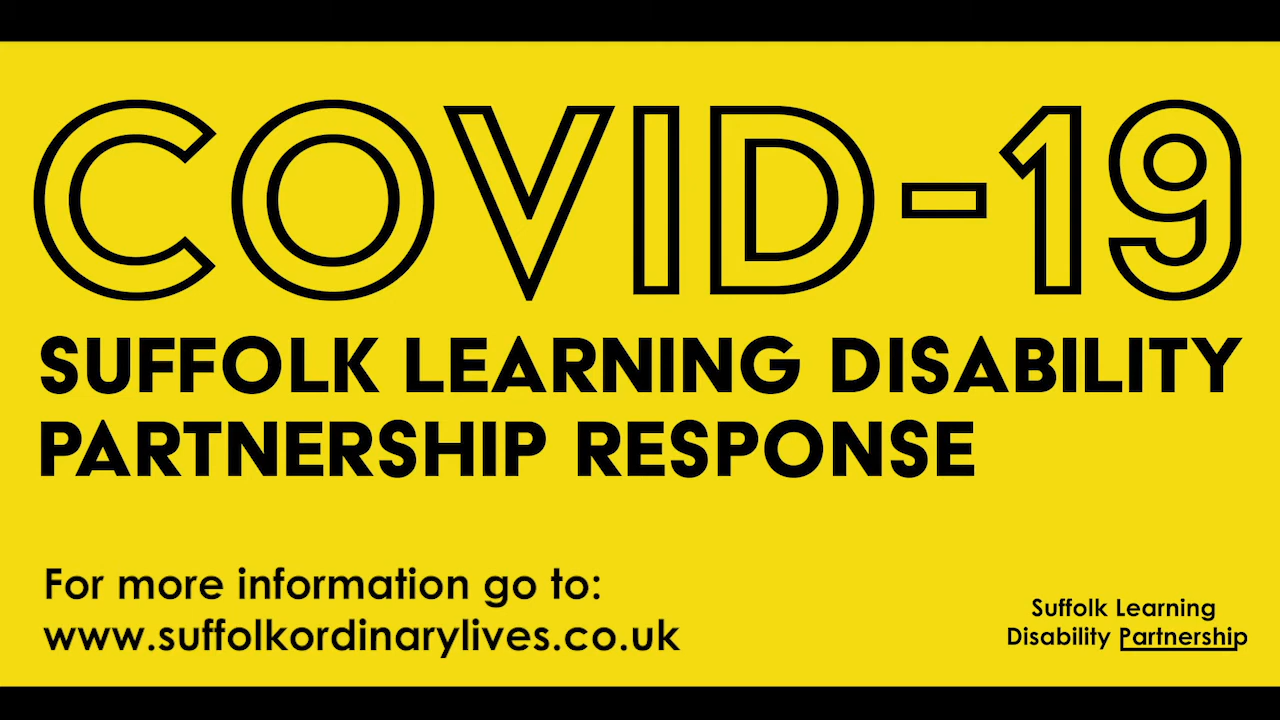 COVID-19
SUFFOLK LEARNING DISABILITY
PARTNERSHIP RESPONSE
For more information go to:
www.suffolkordinarylives.co.uk
Suffolk Learning
Disability Partnership